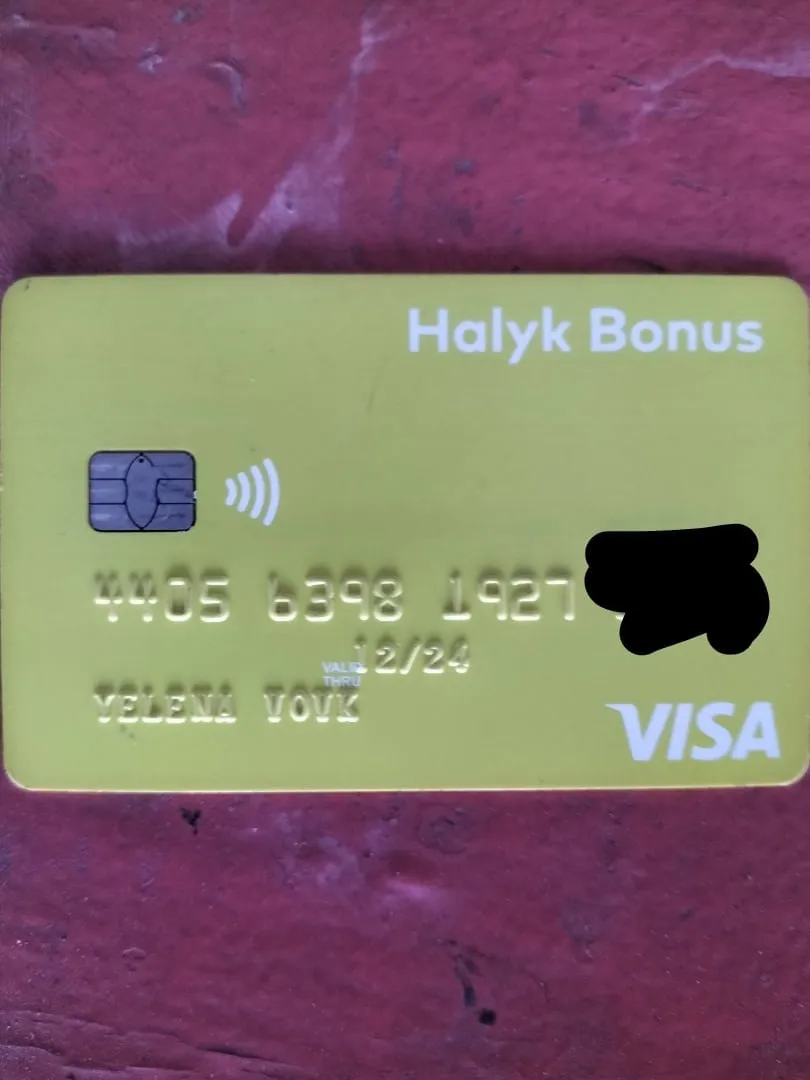 Halyk Bonus
4405 6398 1927
VALID THRU 12/24
YELENA VOVK
VISA